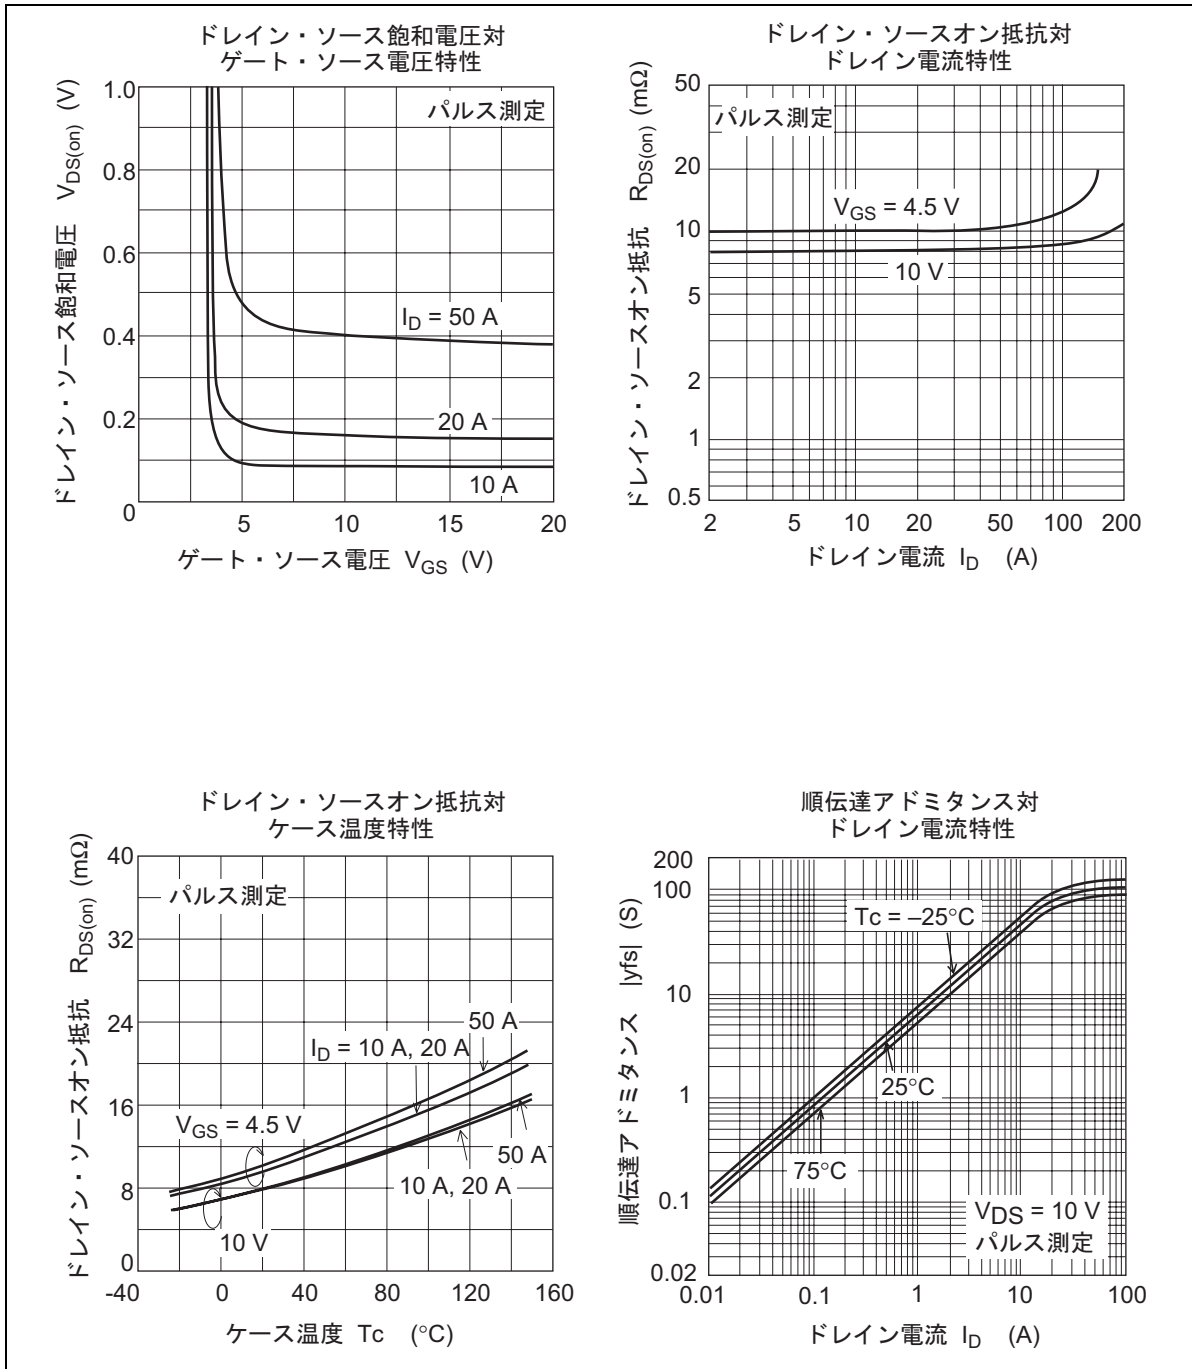 ドレイン・ソース飽和電圧対
ゲート・ソース電圧特性
ドレイン・ソース飽和電圧 VDS(on) (V)
1.0
0.8
0.6
0.4
0.2
0
パルス測定
ID = 50 A
20 A
10 A
5
10
15
20
ゲート・ソース電圧 VGS (V)
ドレイン・ソースオン抵抗対
ドレイン電流特性
ドレイン・ソースオン抵抗 RDS(on) (mΩ)
50
20
10
5
2
1
0.5
パルス測定
VGS = 4.5 V
10 V
2
5
10
20
50
100
200
ドレイン電流 ID (A)
ドレイン・ソースオン抵抗対
ケース温度特性
ドレイン・ソースオン抵抗 RDS(on) (mΩ)
40
32
24
16
8
0
パルス測定
50 A
ID = 10 A, 20 A
VGS = 4.5 V
50 A
10 A, 20 A
10 V
-40
0
40
80
120
160
ケース温度 Tc (°C)
順伝達アドミタンス対
ドレイン電流特性
順伝達アドミタンス |yfs| (S)
200
100
10
1
0.1
0.02
Tc = –25°C
25°C
75°C
VDS = 10 V
パルス測定
0.01
0.1
1
10
100
ドレイン電流 ID (A)